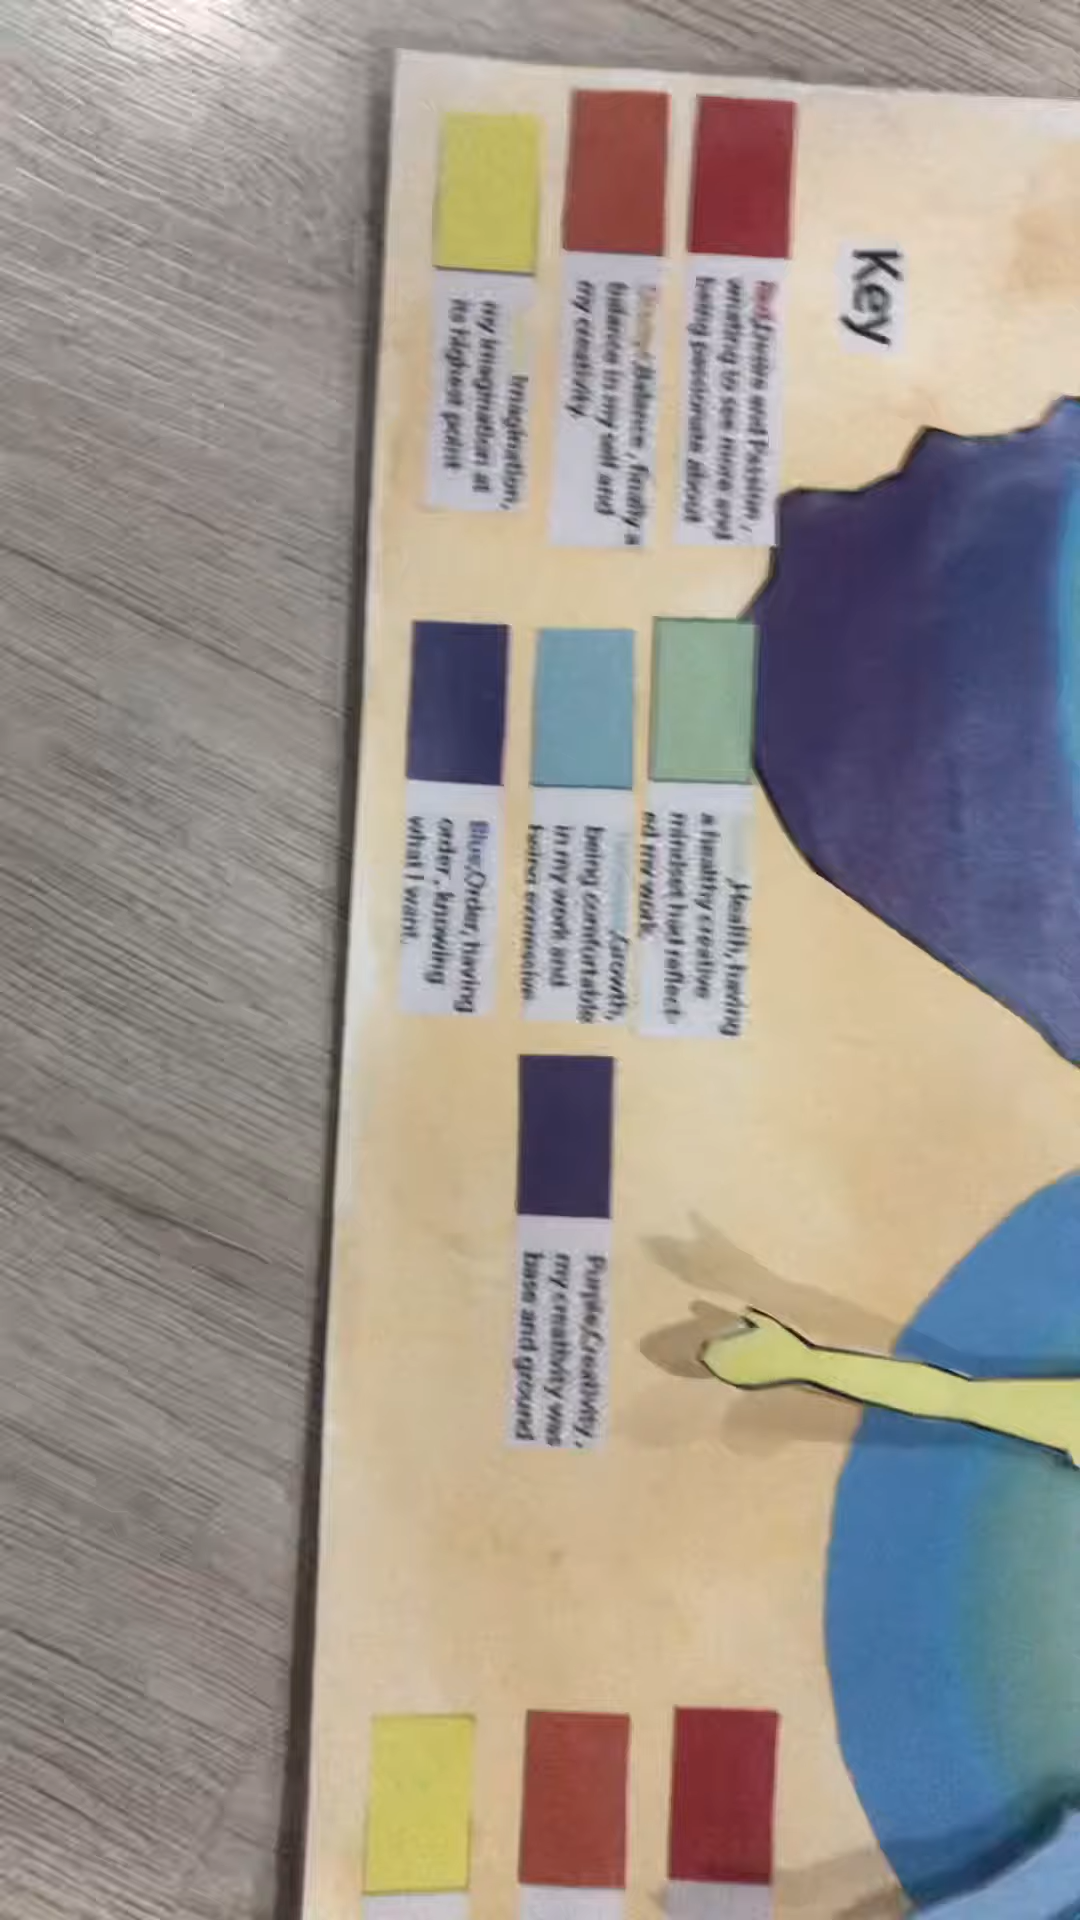 Key
Red,Desire and Passion ,
wnating to see more and
being passionate about
Balance , finally a
balance in my self and
my creativity
Imagination,
my imagination at
its highest point
,Health, having
a healthy creative
mindset had reflect-
ed my work.
,Growth,
being comfortable
in my work and
being expressive
Blue,Order, having
order , knowing
what I want.
Purple,Creativity ,
my creativity was
base and ground